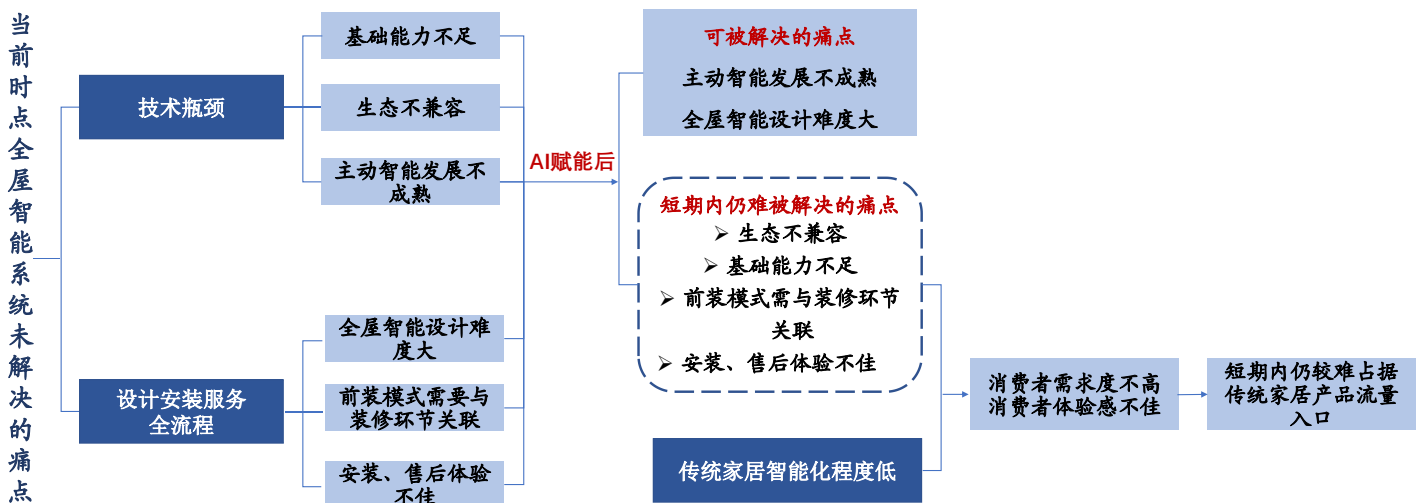 当前时点全屋智能系统未解决的痛点
技术瓶颈
基础能力不足
生态不兼容
主动智能发展不
成熟
设计安装服务
全流程
全屋智能设计难
度大
前装模式需要与
装修环节关联
安装、售后体验
不佳
AI赋能后
可被解决的痛点
主动智能发展不成熟
全屋智能设计难度大
短期内仍难被解决的痛点
➢ 生态不兼容
➢ 基础能力不足
➢ 前装模式需与装修环节
关联
➢ 安装、售后体验不佳
传统家居智能化程度低
消费者需求度不高
消费者体验感不佳
短期内仍较难占据
传统家居产品流量
入口